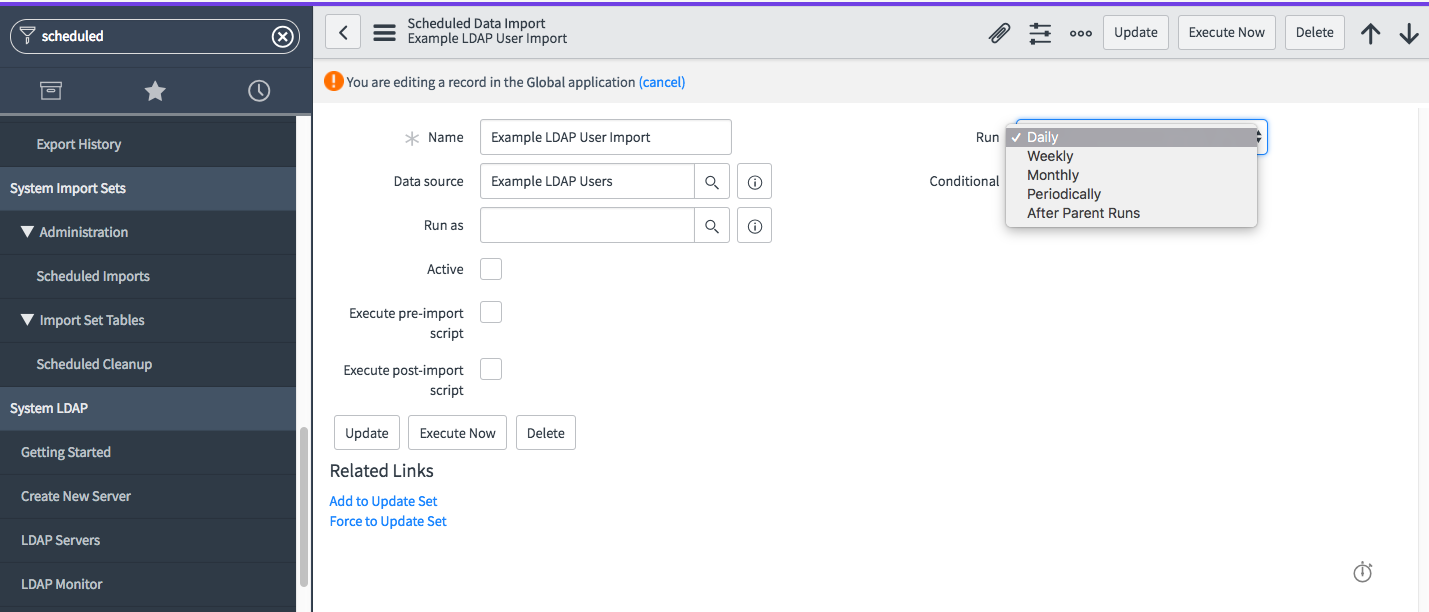 scheduled
Export History
System Import Sets
Administration
Scheduled Imports
Import Set Tables
Scheduled Cleanup
System LDAP
Getting Started
Create New Server
LDAP Servers
LDAP Monitor
Scheduled Data Import
Example LDAP User Import
Update
Execute Now
Delete
You are editing a record in the Global application (cancel)
Name
Example LDAP User Import
Data source
Example LDAP Users
Run as
Active
Execute pre-import
script
Execute post-import
script
Run
Daily
Weekly
Monthly
Periodically
After Parent Runs
Conditional
Update
Execute Now
Delete
Related Links
Add to Update Set
Force to Update Set